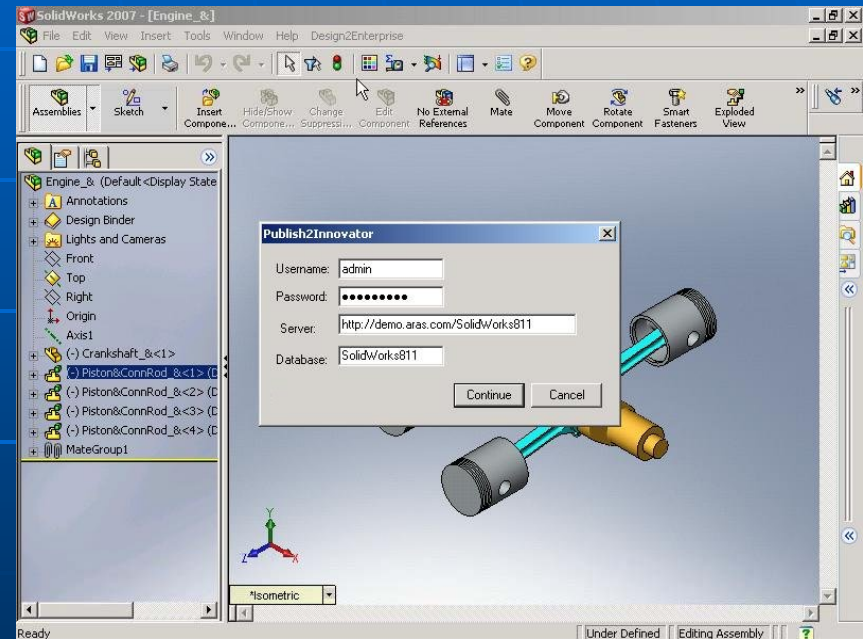 SolidWorks 2007 - [Engine_&]
File Edit View Insert Tools Window Help Design2Enterprise
Assemblies
Sketch
Insert Compone...
Hide/Show Compone...
Change Suppressi...
Edit Component
No External References
Mate
Move Component
Rotate Component
Smart Fasteners
Exploded View
Engine_& (Default<Display State
Annotations
Design Binder
Lights and Cameras
Front
Top
Right
Origin
Axis1
(-) Crankshaft_&<1>
(-) Piston&ConnRod_&<1> (D
(-) Piston&ConnRod_&<2> (D
(-) Piston&ConnRod_&<3> (D
(-) Piston&ConnRod_&<4> (D
MateGroup1
Publish2Innovator
Username: admin
Password: •••••••••
Server: http://demo.aras.com/SolidWorks811
Database: SolidWorks811
Continue Cancel
Y
Z X
*Isometric
Ready
Under Defined Editing Assembly